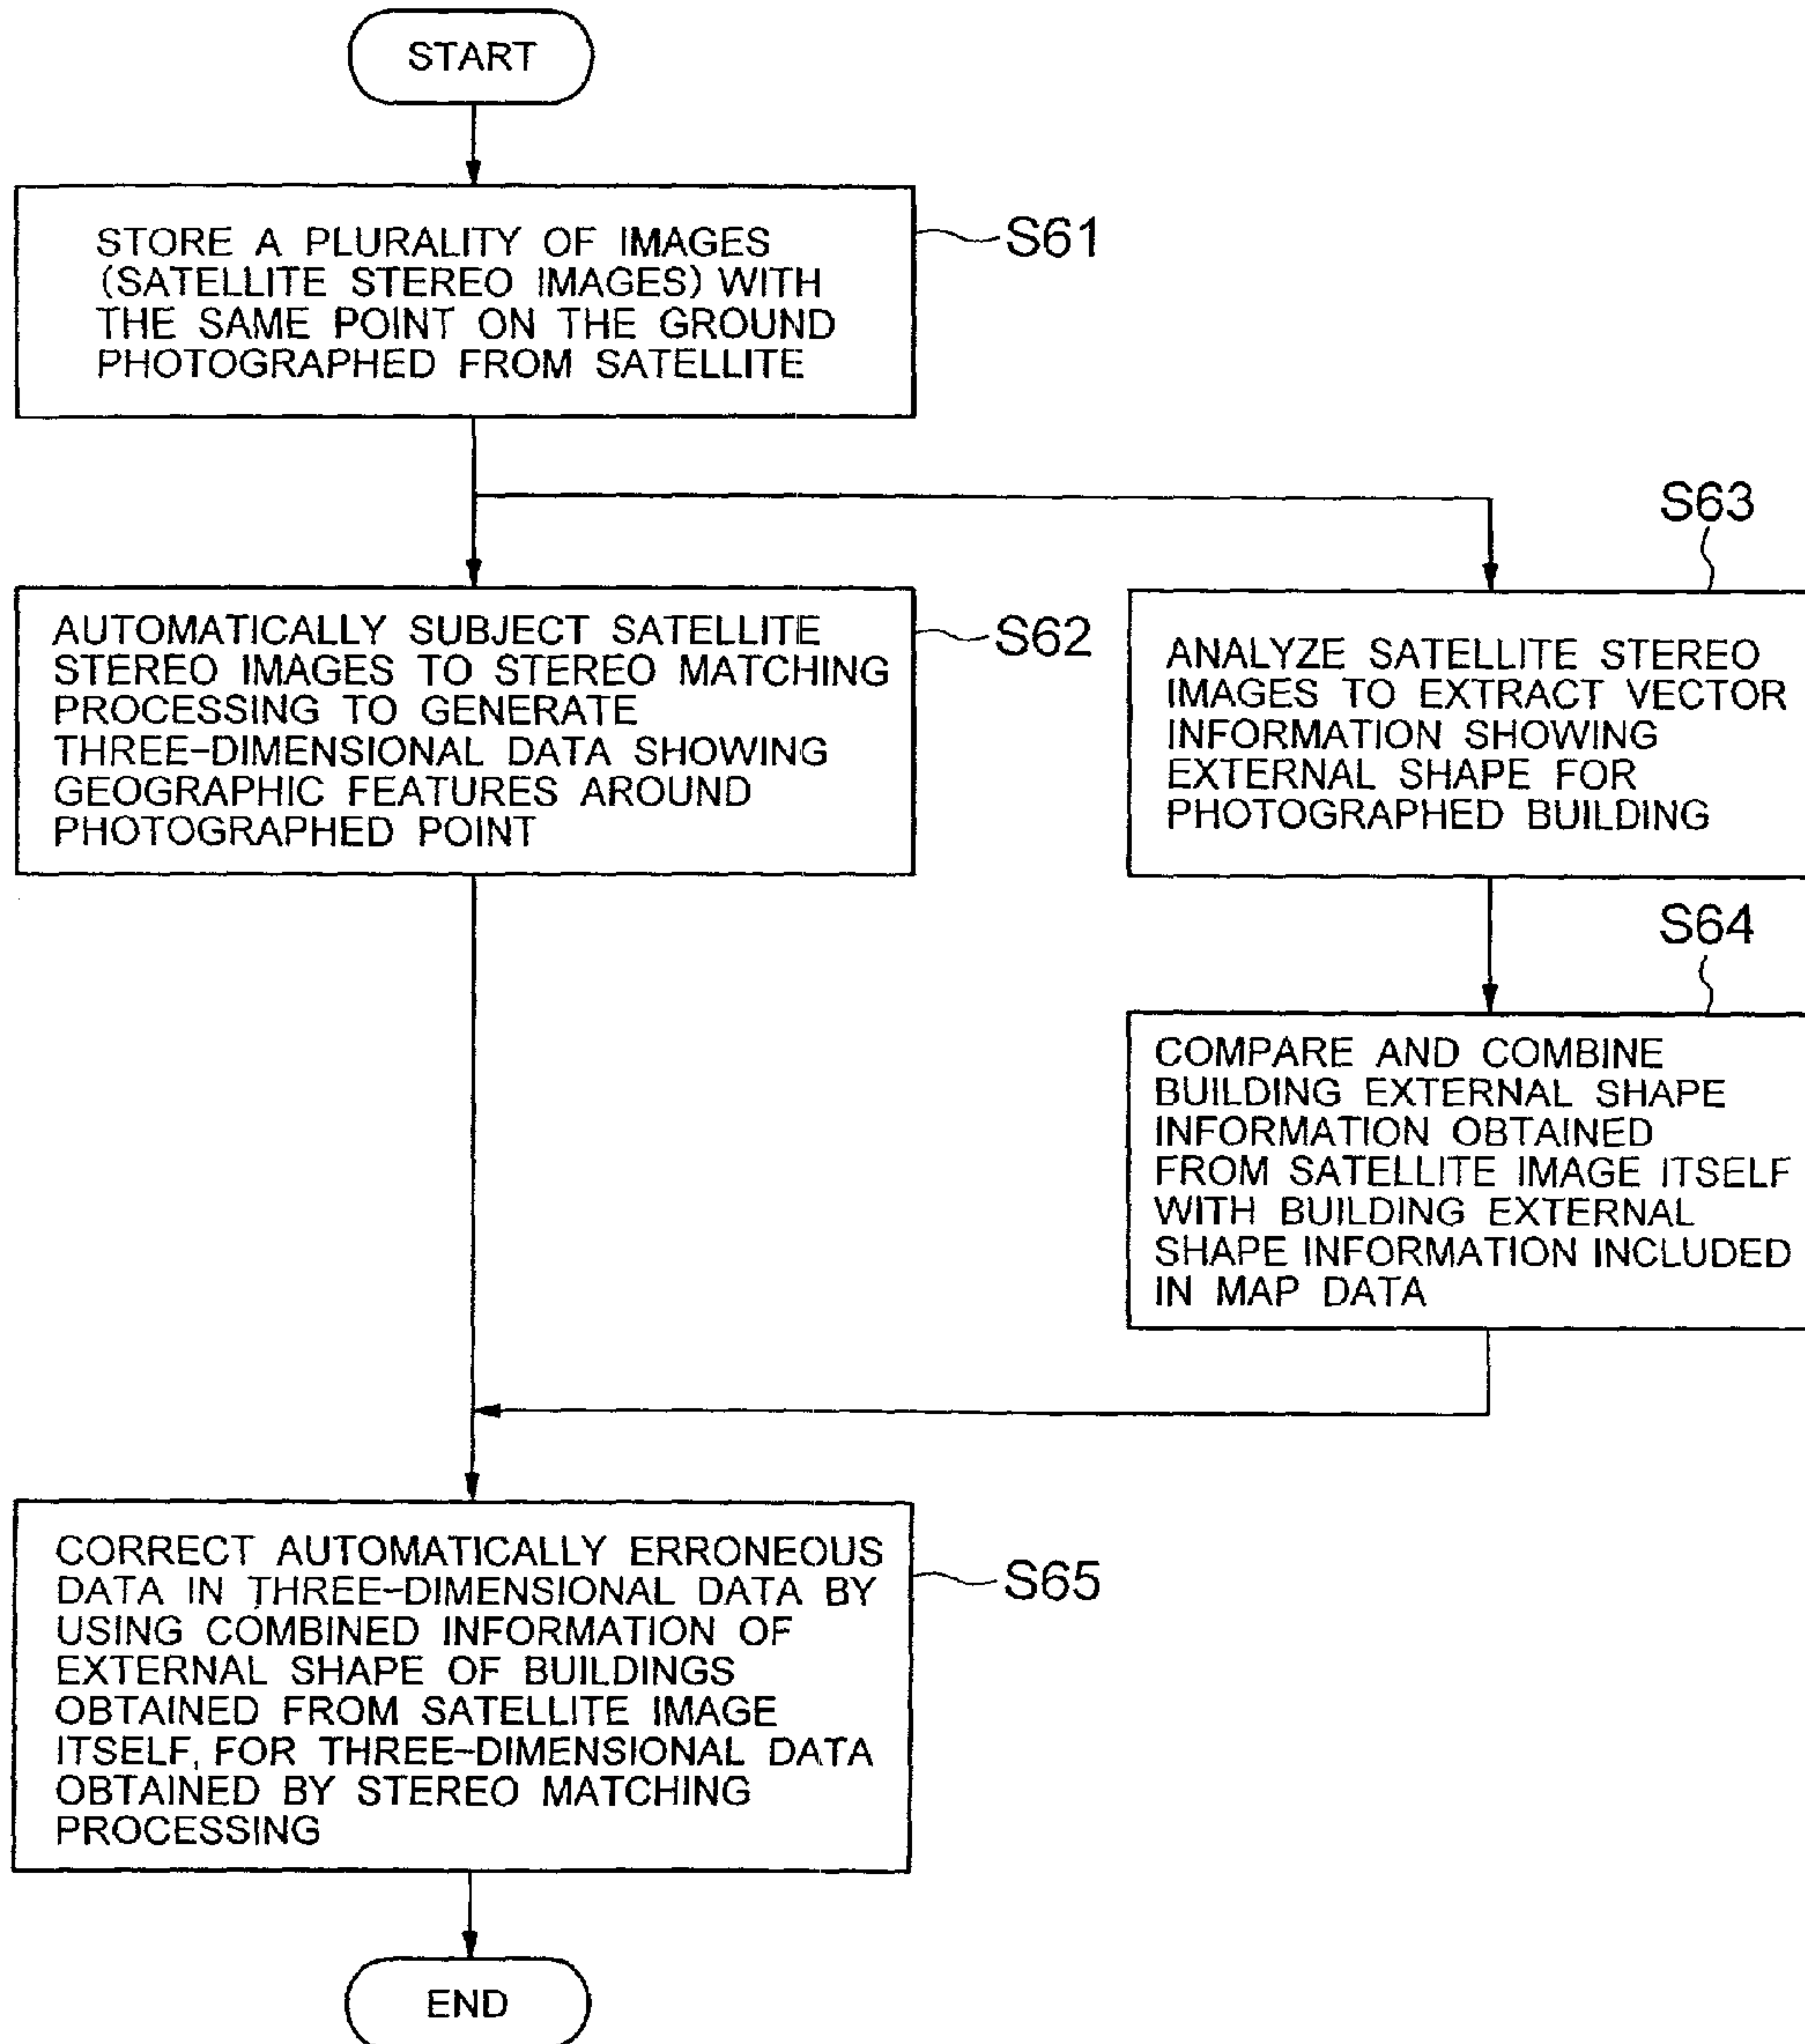 START
STORE A PLURALITY OF IMAGES
(SATELLITE STEREO IMAGES) WITH
THE SAME POINT ON THE GROUND
PHOTOGRAPHED FROM SATELLITE
S61
AUTOMATICALLY SUBJECT SATELLITE
STEREO IMAGES TO STEREO MATCHING
PROCESSING TO GENERATE
THREE-DIMENSIONAL DATA SHOWING
GEOGRAPHIC FEATURES AROUND
PHOTOGRAPHED POINT
S62
S63
ANALYZE SATELLITE STEREO
IMAGES TO EXTRACT VECTOR
INFORMATION SHOWING
EXTERNAL SHAPE FOR
PHOTOGRAPHED BUILDING
S64
COMPARE AND COMBINE
BUILDING EXTERNAL SHAPE
INFORMATION OBTAINED
FROM SATELLITE IMAGE ITSELF
WITH BUILDING EXTERNAL
SHAPE INFORMATION INCLUDED
IN MAP DATA
CORRECT AUTOMATICALLY ERRONEOUS
DATA IN THREE-DIMENSIONAL DATA BY
USING COMBINED INFORMATION OF
EXTERNAL SHAPE OF BUILDINGS
OBTAINED FROM SATELLITE IMAGE
ITSELF, FOR THREE-DIMENSIONAL DATA
OBTAINED BY STEREO MATCHING
PROCESSING
S65
END